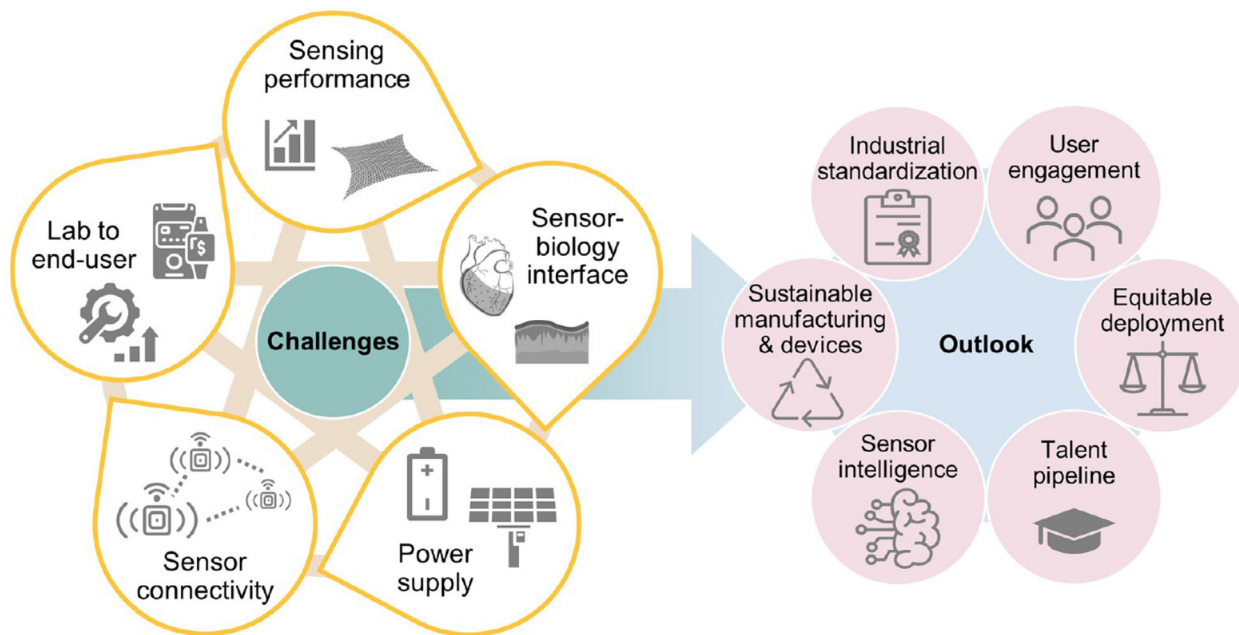 Sensing
performance
Lab to
end-user
Sensor-
biology
interface
Challenges
Sensor
connectivity
Power
supply
Industrial
standardization
User
engagement
Sustainable
manufacturing
& devices
Outlook
Equitable
deployment
Sensor
intelligence
Talent
pipeline
$
+
-